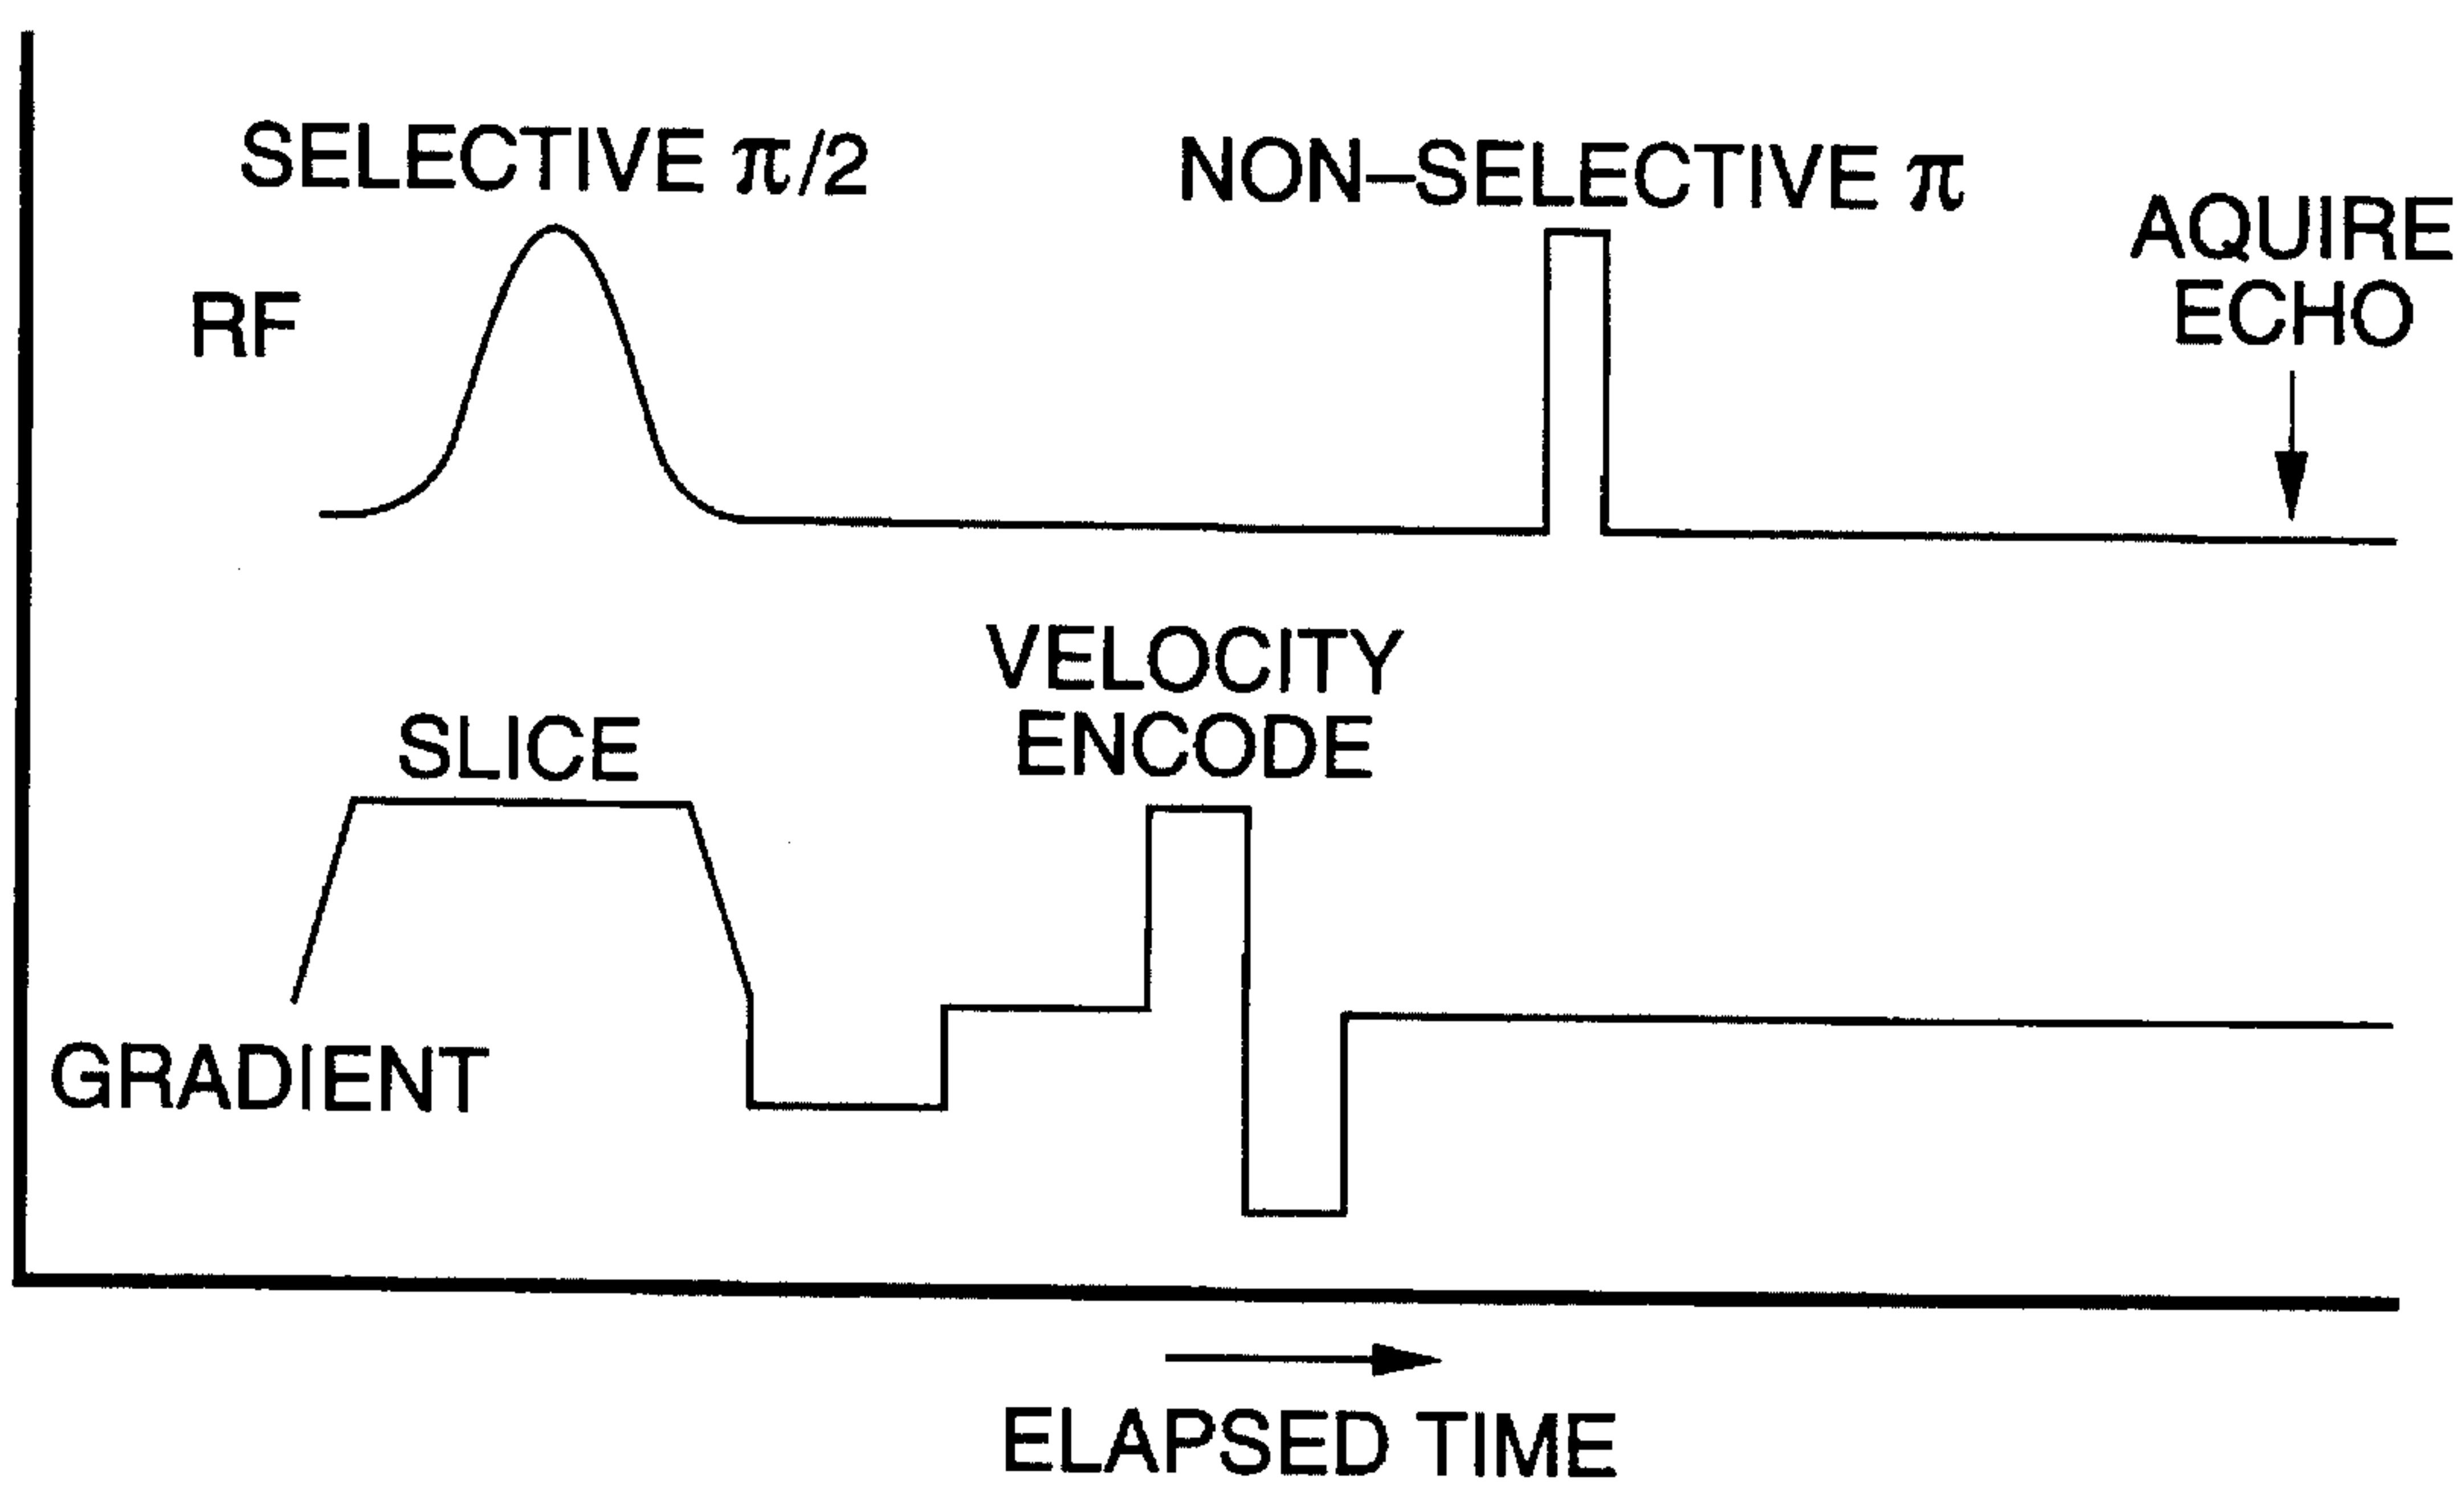 SELECTIVE π/2
NON–SELECTIVE π
AQUIRE
ECHO
RF
VELOCITY
ENCODE
SLICE
GRADIENT
ELAPSED TIME